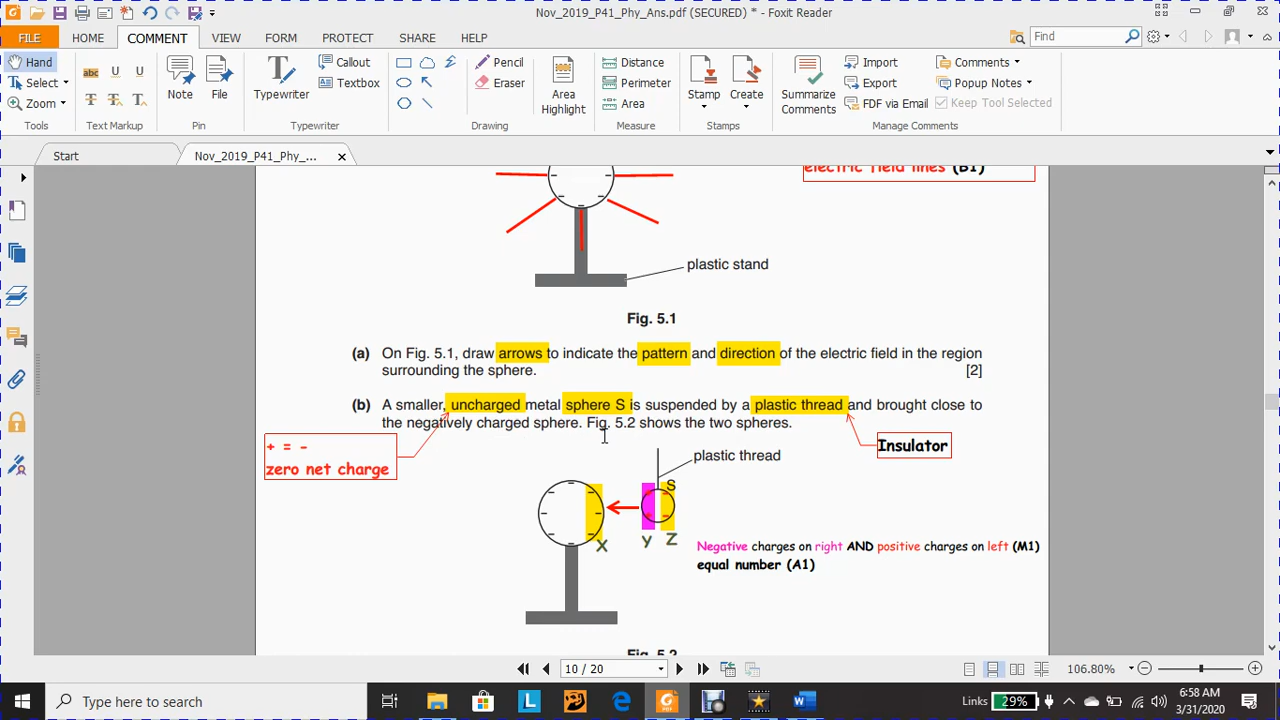 Nov_2019_P41_Phy_Ans.pdf (SECURED) * - Foxit Reader
FILE HOME COMMENT VIEW FORM PROTECT SHARE HELP
Find
Hand
Select
Zoom
Tools
abc U U
T T T
Text Markup
Note
File
Pin
Typewriter
Callout
Textbox
Typewriter
Pencil
Eraser
Drawing
Area Highlight
Distance
Perimeter
Area
Measure
Stamp
Create
Stamps
Summarize Comments
Import
Export
FDF via Email
Comments
Popup Notes
Keep Tool Selected
Manage Comments
Start
Nov_2019_P41_Phy_...
electric field lines (B1)
plastic stand
Fig. 5.1
(a) On Fig. 5.1, draw arrows to indicate the pattern and direction of the electric field in the region
surrounding the sphere. [2]
(b) A smaller, uncharged metal sphere S is suspended by a plastic thread and brought close to
the negatively charged sphere. Fig. 5.2 shows the two spheres.
+ = -
zero net charge
Insulator
plastic thread
S
X
Y
Z
Negative charges on right AND positive charges on left (M1)
equal number (A1)
Fig. 5.2
10 / 20
106.80%
Type here to search
Links
29%
6:58 AM
3/31/2020